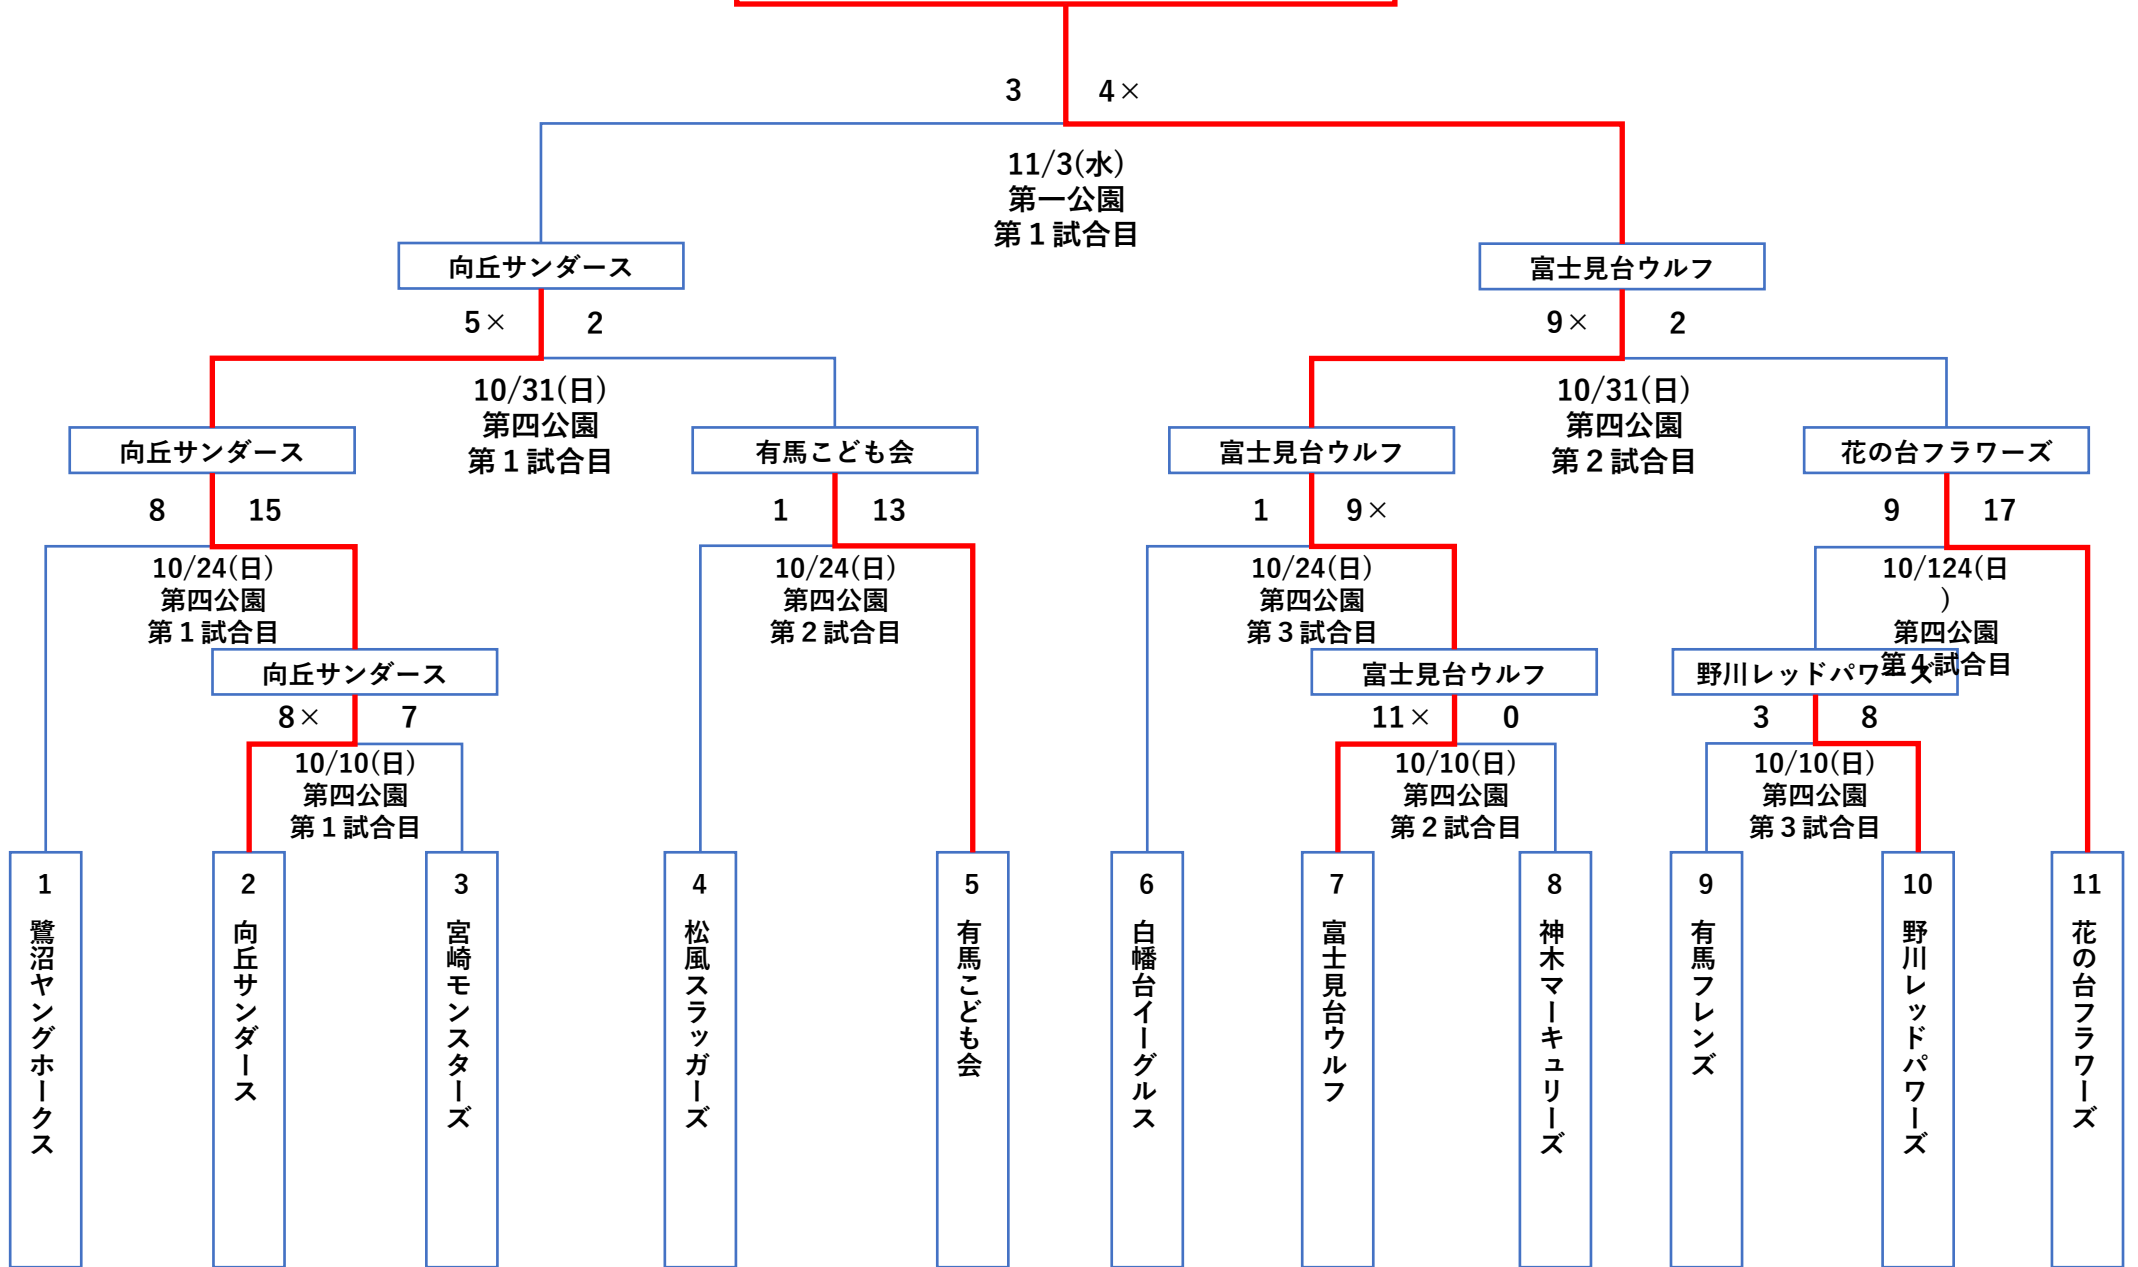 3 4×
11/3(水)
第一公園
第１試合目
向丘サンダース
富士見台ウルフ
5× 2
9× 2
10/31(日)
第四公園
第１試合目
10/31(日)
第四公園
第２試合目
向丘サンダース
有馬こども会
富士見台ウルフ
花の台フラワーズ
8 15
1 13
1 9×
9 17
10/24(日)
第四公園
第１試合目
10/24(日)
第四公園
第２試合目
10/24(日)
第四公園
第３試合目
10/124(日
)
第四公園
第４試合目
向丘サンダース
富士見台ウルフ
野川レッドパワーズ
8× 7
11× 0
3 8
10/10(日)
第四公園
第１試合目
10/10(日)
第四公園
第２試合目
10/10(日)
第四公園
第３試合目
1
鷺沼ヤングホークス
2
向丘サンダース
3
宮崎モンスターズ
4
松風スラッガーズ
5
有馬こども会
6
白幡台イーグルス
7
富士見台ウルフ
8
神木マーキュリーズ
9
有馬フレンズ
10
野川レッドパワーズ
11
花の台フラワーズ